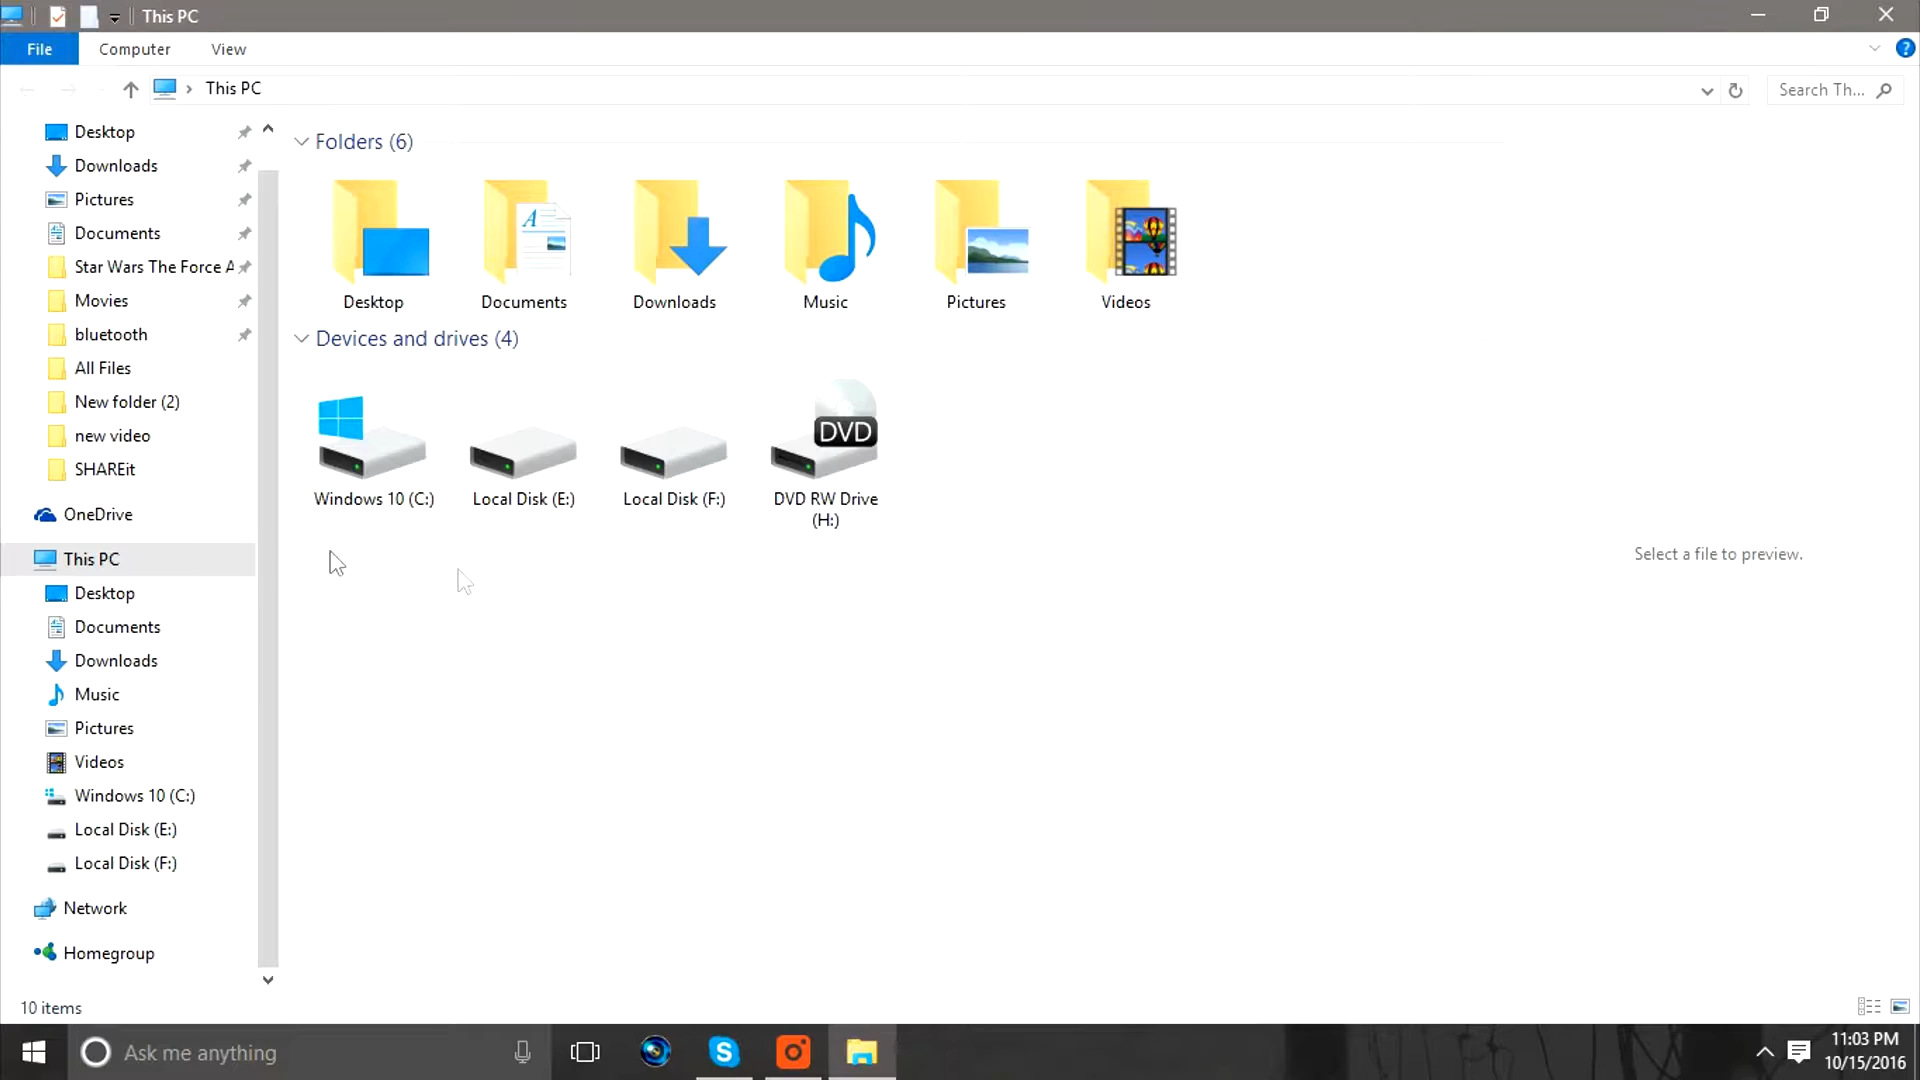 This PC
File
Computer
View
This PC
Search Th...
Desktop
Downloads
Pictures
Documents
Star Wars The Force A
Movies
bluetooth
All Files
New folder (2)
new video
SHAREit
OneDrive
This PC
Desktop
Documents
Downloads
Music
Pictures
Videos
Windows 10 (C:)
Local Disk (E:)
Local Disk (F:)
Network
Homegroup
Folders (6)
Desktop
Documents
Downloads
Music
Pictures
Videos
Devices and drives (4)
DVD
Windows 10 (C:)
Local Disk (E:)
Local Disk (F:)
DVD RW Drive
(H:)
Select a file to preview.
10 items
Ask me anything
11:03 PM
10/15/2016